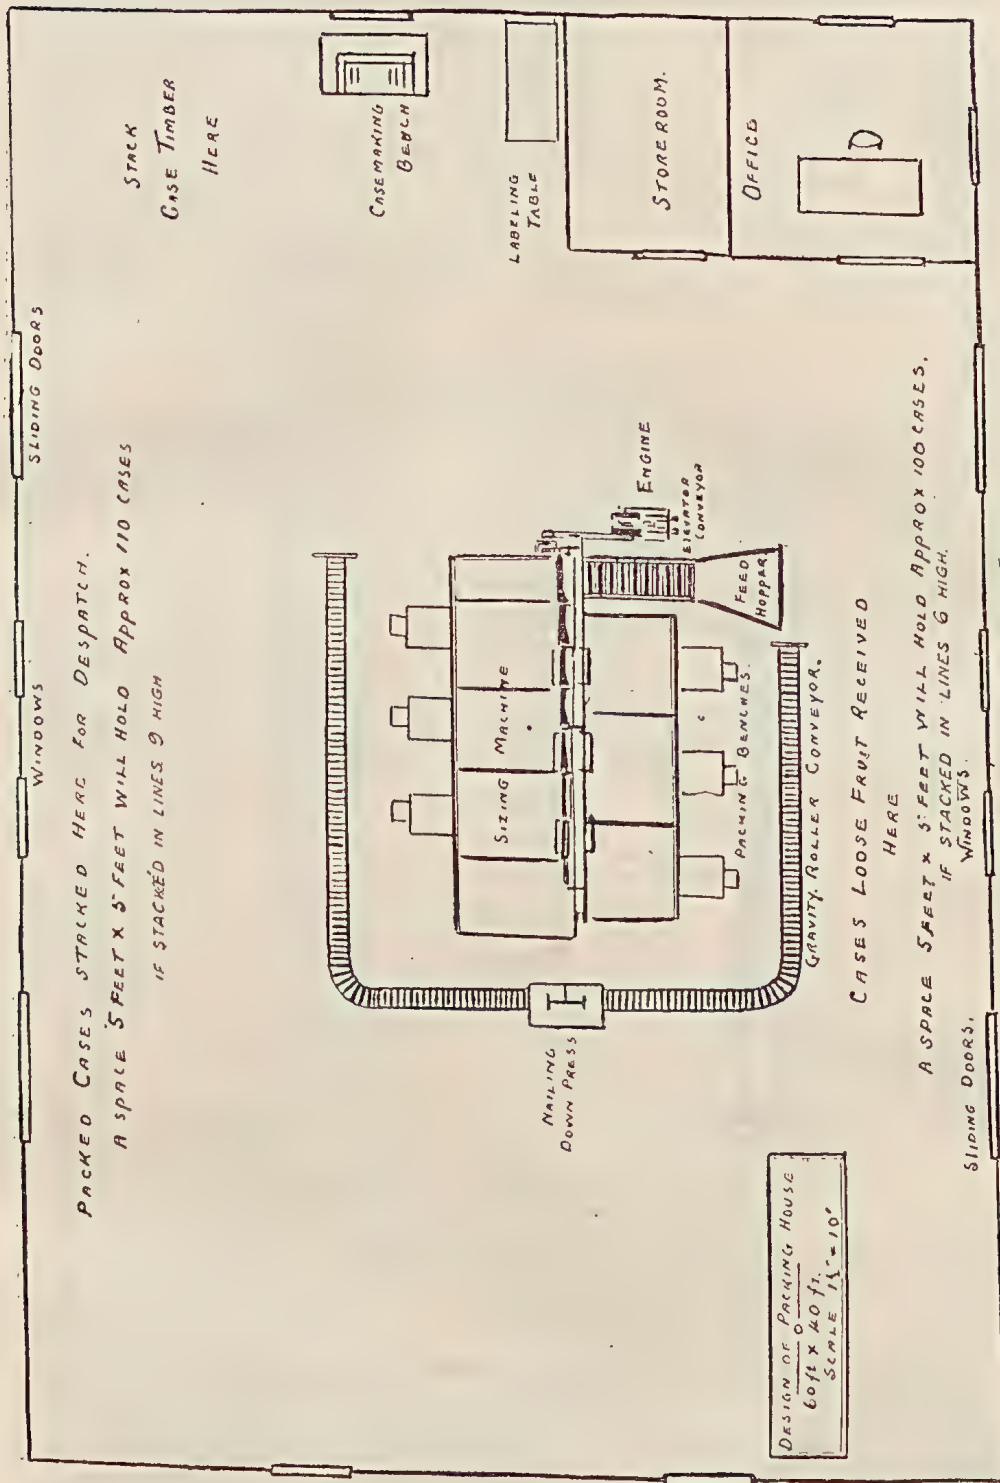 STACK
CASE TIMBER
HERE
CASEMAKING
BENCH
LABELING
TABLE
STOREROOM.
OFFICE
SLIDING DOORS
WINDOWS
PACKED CASES STACKED HERE FOR DESPATCH.
A SPACE 5 FEET X 5 FEET WILL HOLD APPROX 110 CASES
IF STACKED IN LINES 9 HIGH
SIZING MACHINE
ENGINE
ELEVATOR
CONVEYOR
FEED
HOPPER
PACKING BENCHES.
GRAVITY ROLLER CONVEYOR.
NAILING
DOWN PRESS
CASES LOOSE FRUIT RECEIVED
HERE
A SPACE 5 FEET X 5 FEET WILL HOLD APPROX 100 CASES.
IF STACKED IN LINES 6 HIGH.
WINDOWS.
SLIDING DOORS.
DESIGN OF PACKING HOUSE
60 ft X 40 ft.
SCALE = 10'